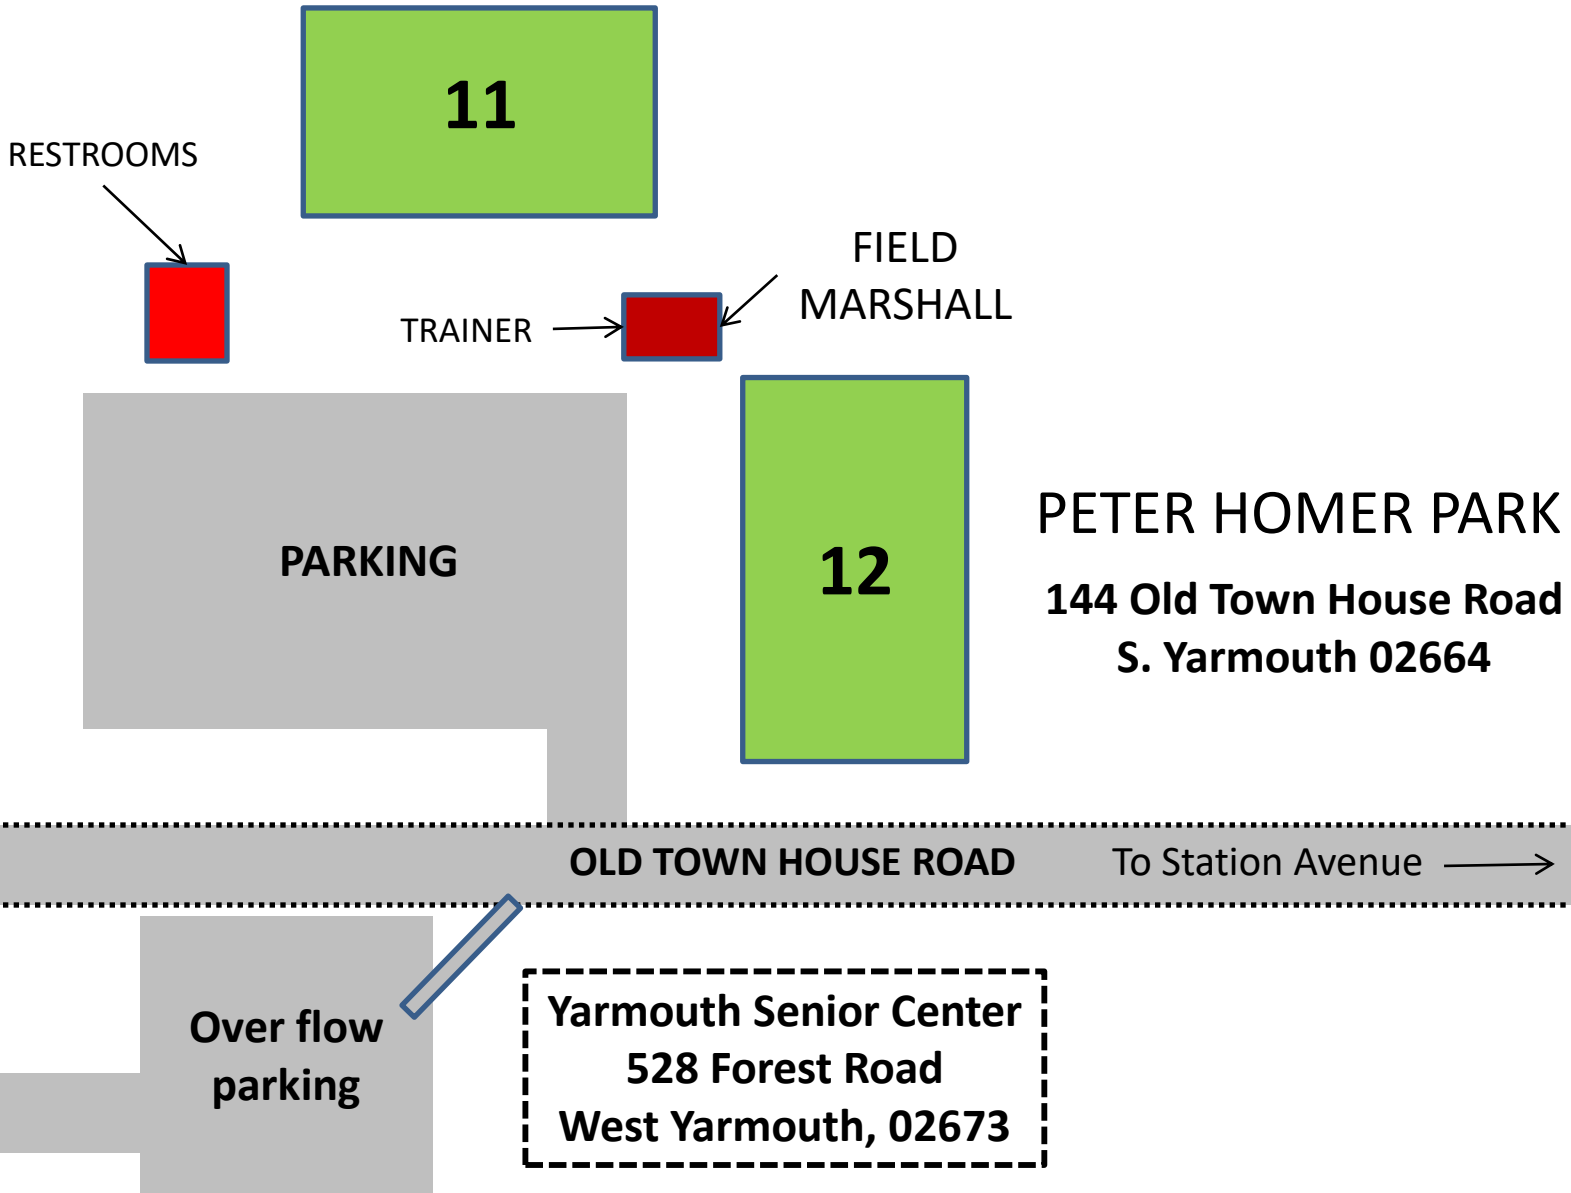 11
RESTROOMS
FIELD
MARSHALL
TRAINER
PARKING
12
PETER HOMER PARK
144 Old Town House Road
S. Yarmouth 02664
OLD TOWN HOUSE ROAD
To Station Avenue
Over flow
parking
Yarmouth Senior Center
528 Forest Road
West Yarmouth, 02673